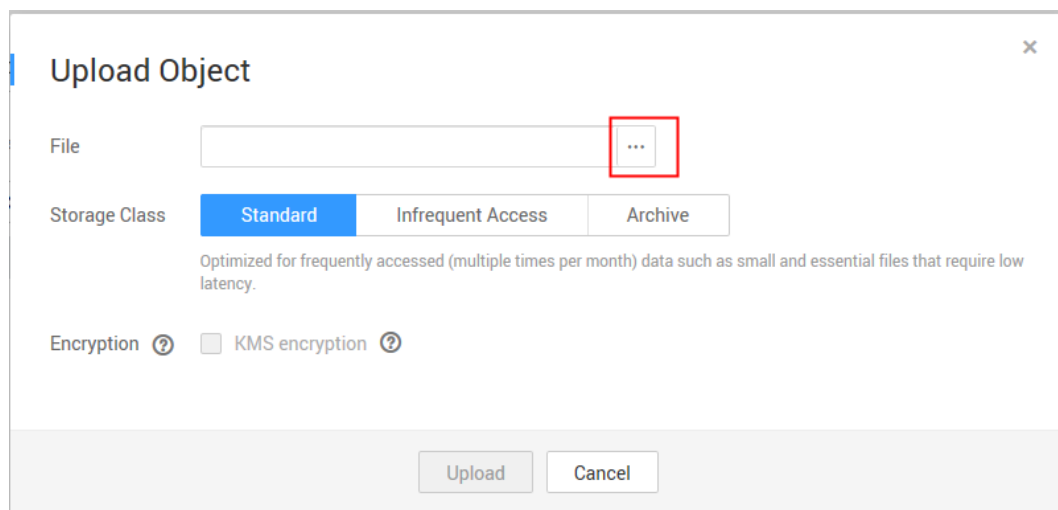 ×
Upload Object
File
...
Storage Class Standard Infrequent Access Archive
Optimized for frequently accessed (multiple times per month) data such as small and essential files that require low
latency.
Encryption ? KMS encryption ?
Upload Cancel